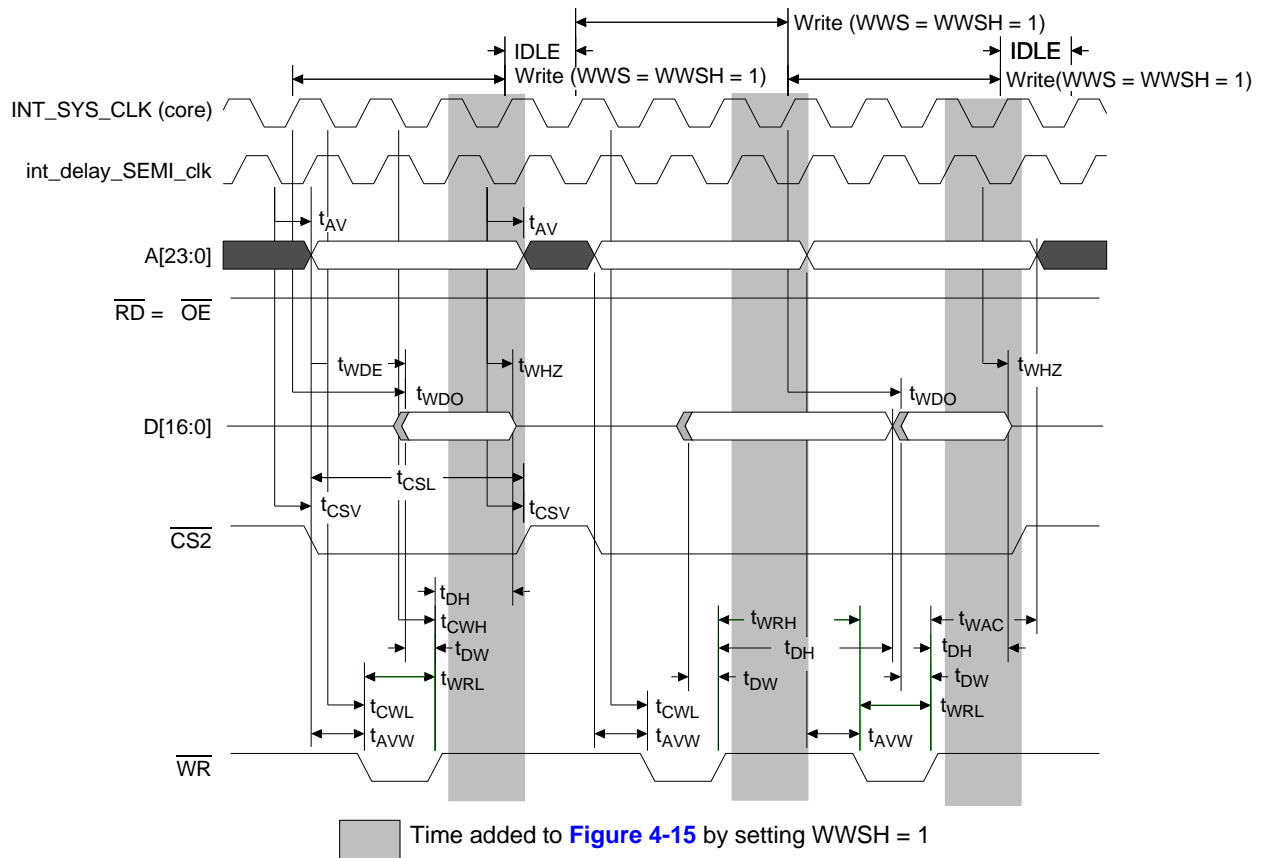 Write (WWS = WWSH = 1)
IDLE
IDLE
Write (WWS = WWSH = 1)
Write(WWS = WWSH = 1)
INT_SYS_CLK (core)
int_delay_SEMI_clk
tAV
tAV
A[23:0]
RD = OE
tWDE
tWHZ
tWHZ
tWDO
tWDO
D[16:0]
tCSL
tCSV
tCSV
CS2
tDH
tCWH
tWRH
tWAC
tDW
tDH
tDH
tWRL
tDW
tDW
tCWL
tCWL
tWRL
tAVW
tAVW
tAVW
WR
Time added to Figure 4-15 by setting WWSH = 1